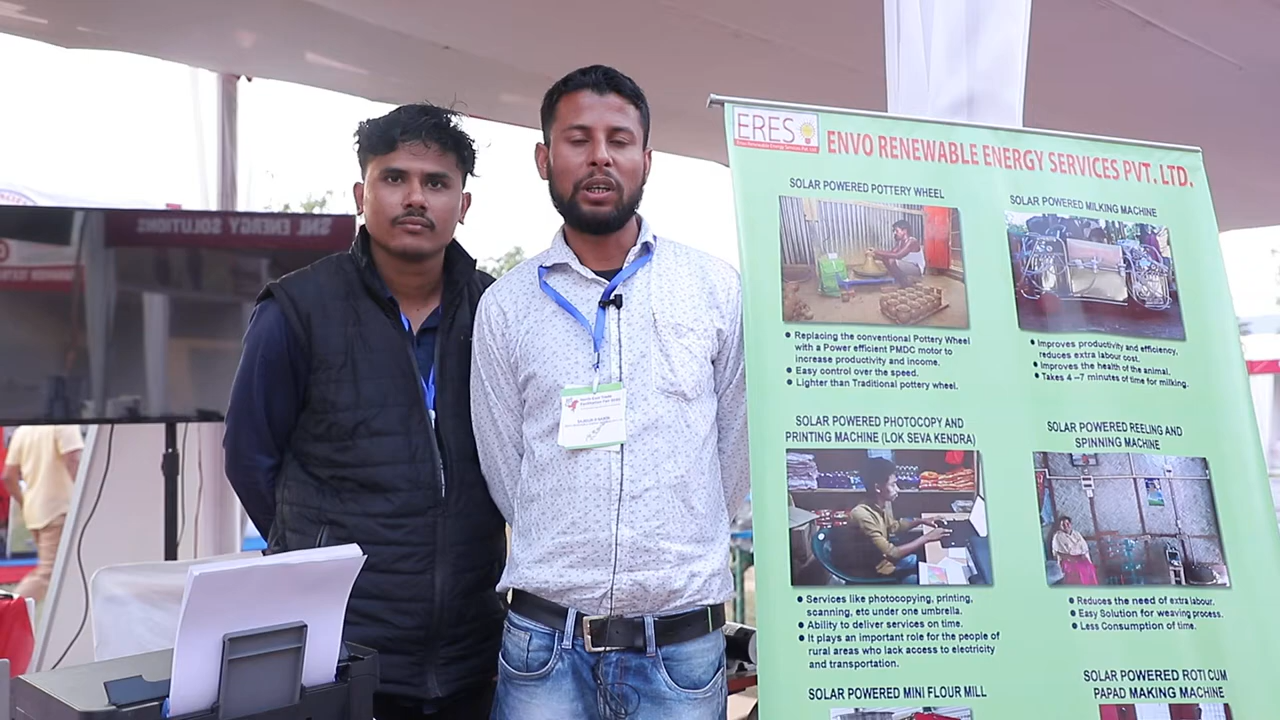 SNL ENERGY SOLUTIONS
ERES
Envo Renewable Energy Services Pvt. Ltd.
ENVO RENEWABLE ENERGY SERVICES PVT. LTD.
SOLAR POWERED POTTERY WHEEL
● Replacing the conventional Pottery Wheel
with a Power efficient PMDC motor to
increase productivity and income.
● Easy control over the speed.
● Lighter than Traditional pottery wheel.
SOLAR POWERED MILKING MACHINE
● Improves productivity and efficiency,
reduces extra labour cost.
● Improves the health of the animal.
● Takes 4 –7 minutes of time for milking.
SOLAR POWERED PHOTOCOPY AND
PRINTING MACHINE (LOK SEVA KENDRA)
● Services like photocopying, printing,
scanning, etc under one umbrella.
● Ability to deliver services on time.
● It plays an important role for the people of
rural areas who lack access to electricity
and transportation.
SOLAR POWERED REELING AND
SPINNING MACHINE
● Reduces the need of extra labour.
● Easy Solution for weaving process.
● Less Consumption of time.
SOLAR POWERED MINI FLOUR MILL
SOLAR POWERED ROTI CUM
PAPAD MAKING MACHINE